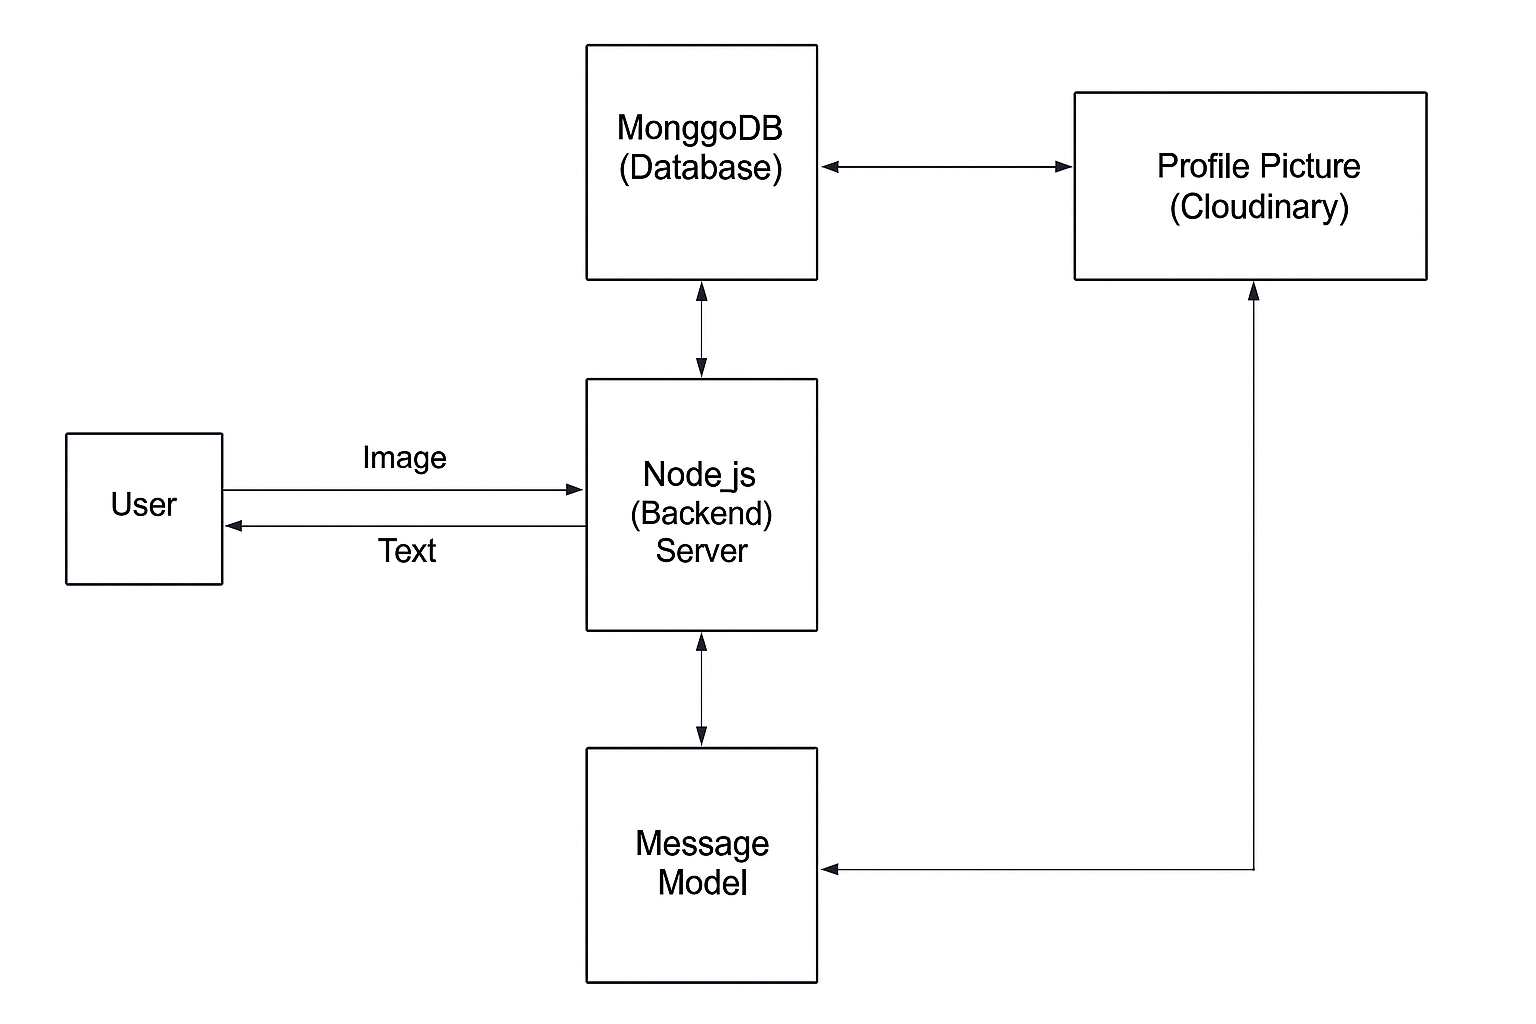 MonggoDB
(Database)
Profile Picture
(Cloudinary)
Image
User
Text
Node_js
(Backend)
Server
Message
Model